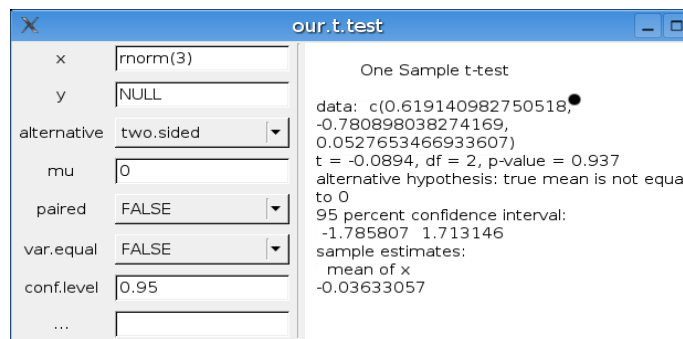 our.t.test
x rnorm(3)
y NULL
alternative two.sided
mu 0
paired FALSE
var.equal FALSE
conf.level 0.95
...
One Sample t-test
data: c(0.619140982750518,
-0.780898038274169,
0.0527653466933607)
t = -0.0894, df = 2, p-value = 0.937
alternative hypothesis: true mean is not equa
to 0
95 percent confidence interval:
-1.785807 1.713146
sample estimates:
mean of x
-0.03633057